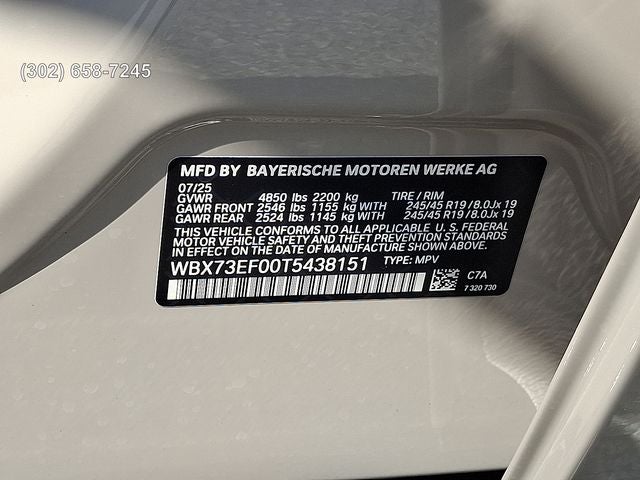 (302) 658-7245
MFD BY BAYERISCHE MOTOREN WERKE AG
07/25
GVWR 4850 lbs 2200 kg TIRE / RIM
GAWR FRONT 2546 lbs 1155 kg WITH 245/45 R19 / 8.0Jx 19
GAWR REAR 2524 lbs 1145 kg WITH 245/45 R19 / 8.0Jx 19
THIS VEHICLE CONFORMS TO ALL APPLICABLE U.S. FEDERAL
MOTOR VEHICLE SAFETY AND THEFT PREVENTION STANDARDS
IN EFFECT ON THE DATE OF MANUFACTURE SHOWN ABOVE.
WBX73EF00T5438151 TYPE: MPV
C7A
7 320 730